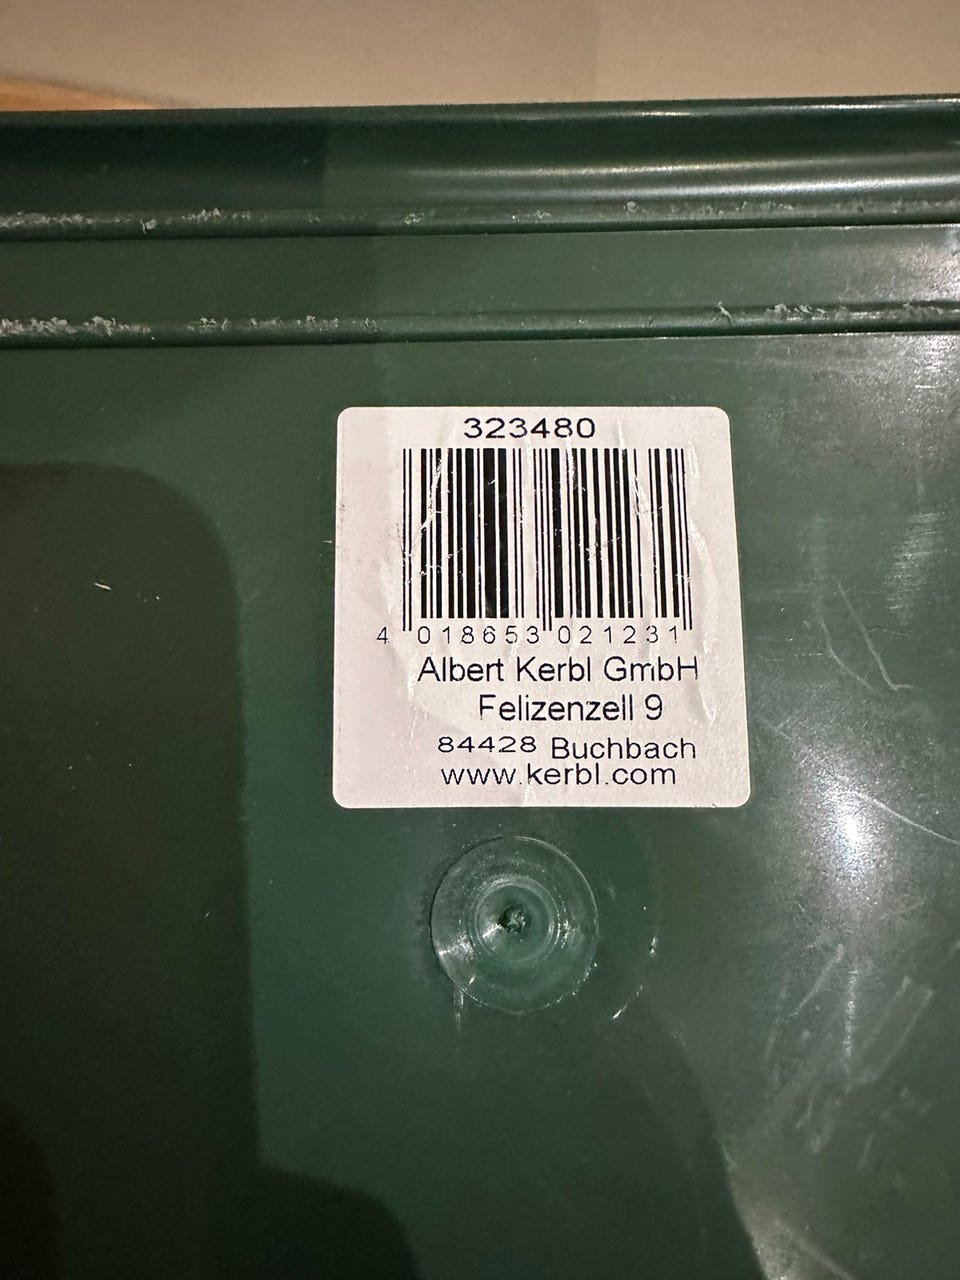 323480
4 018653 021231
Albert Kerbl GmbH
Felizenzell 9
84428 Buchbach
www.kerbl.com